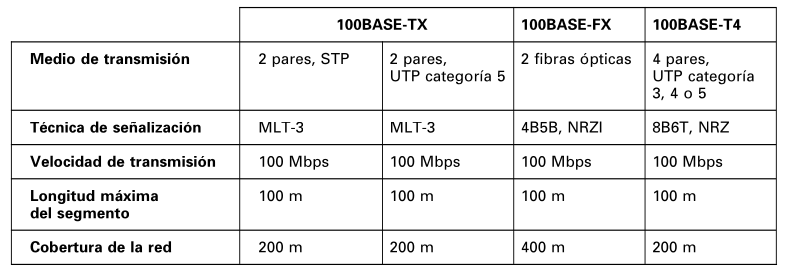 100BASE-TX 100BASE-FX 100BASE-T4
Medio de transmisión 2 pares, STP 2 pares, 2 fibras ópticas 4 pares,
UTP categoría 5 UTP categoría
3, 4 o 5
Técnica de señalización MLT-3 MLT-3 4B5B, NRZI 8B6T, NRZ
Velocidad de transmisión 100 Mbps 100 Mbps 100 Mbps 100 Mbps
Longitud máxima 100 m 100 m 100 m 100 m
del segmento
Cobertura de la red 200 m 200 m 400 m 200 m